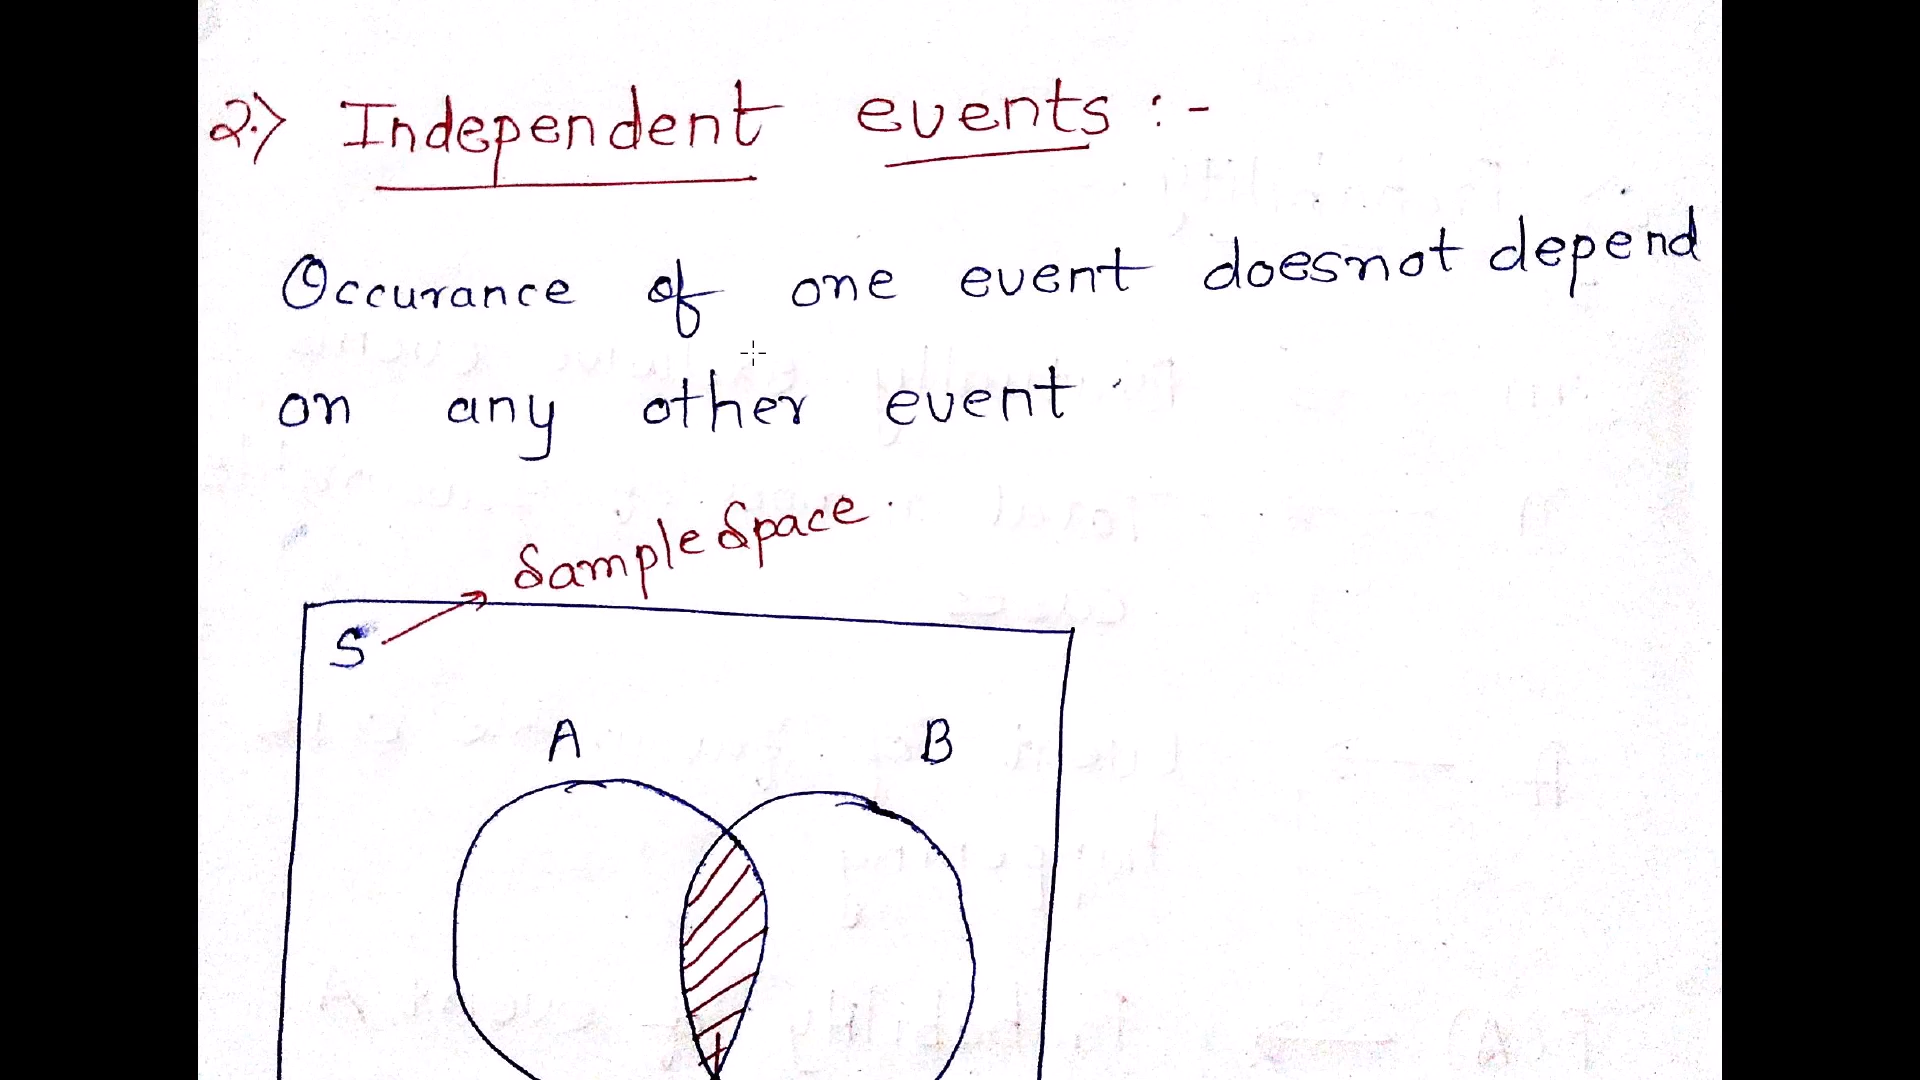 2.) Independent events :-
Occurance of one event doesnot depend
on any other event.
Sample Space.
S
A B